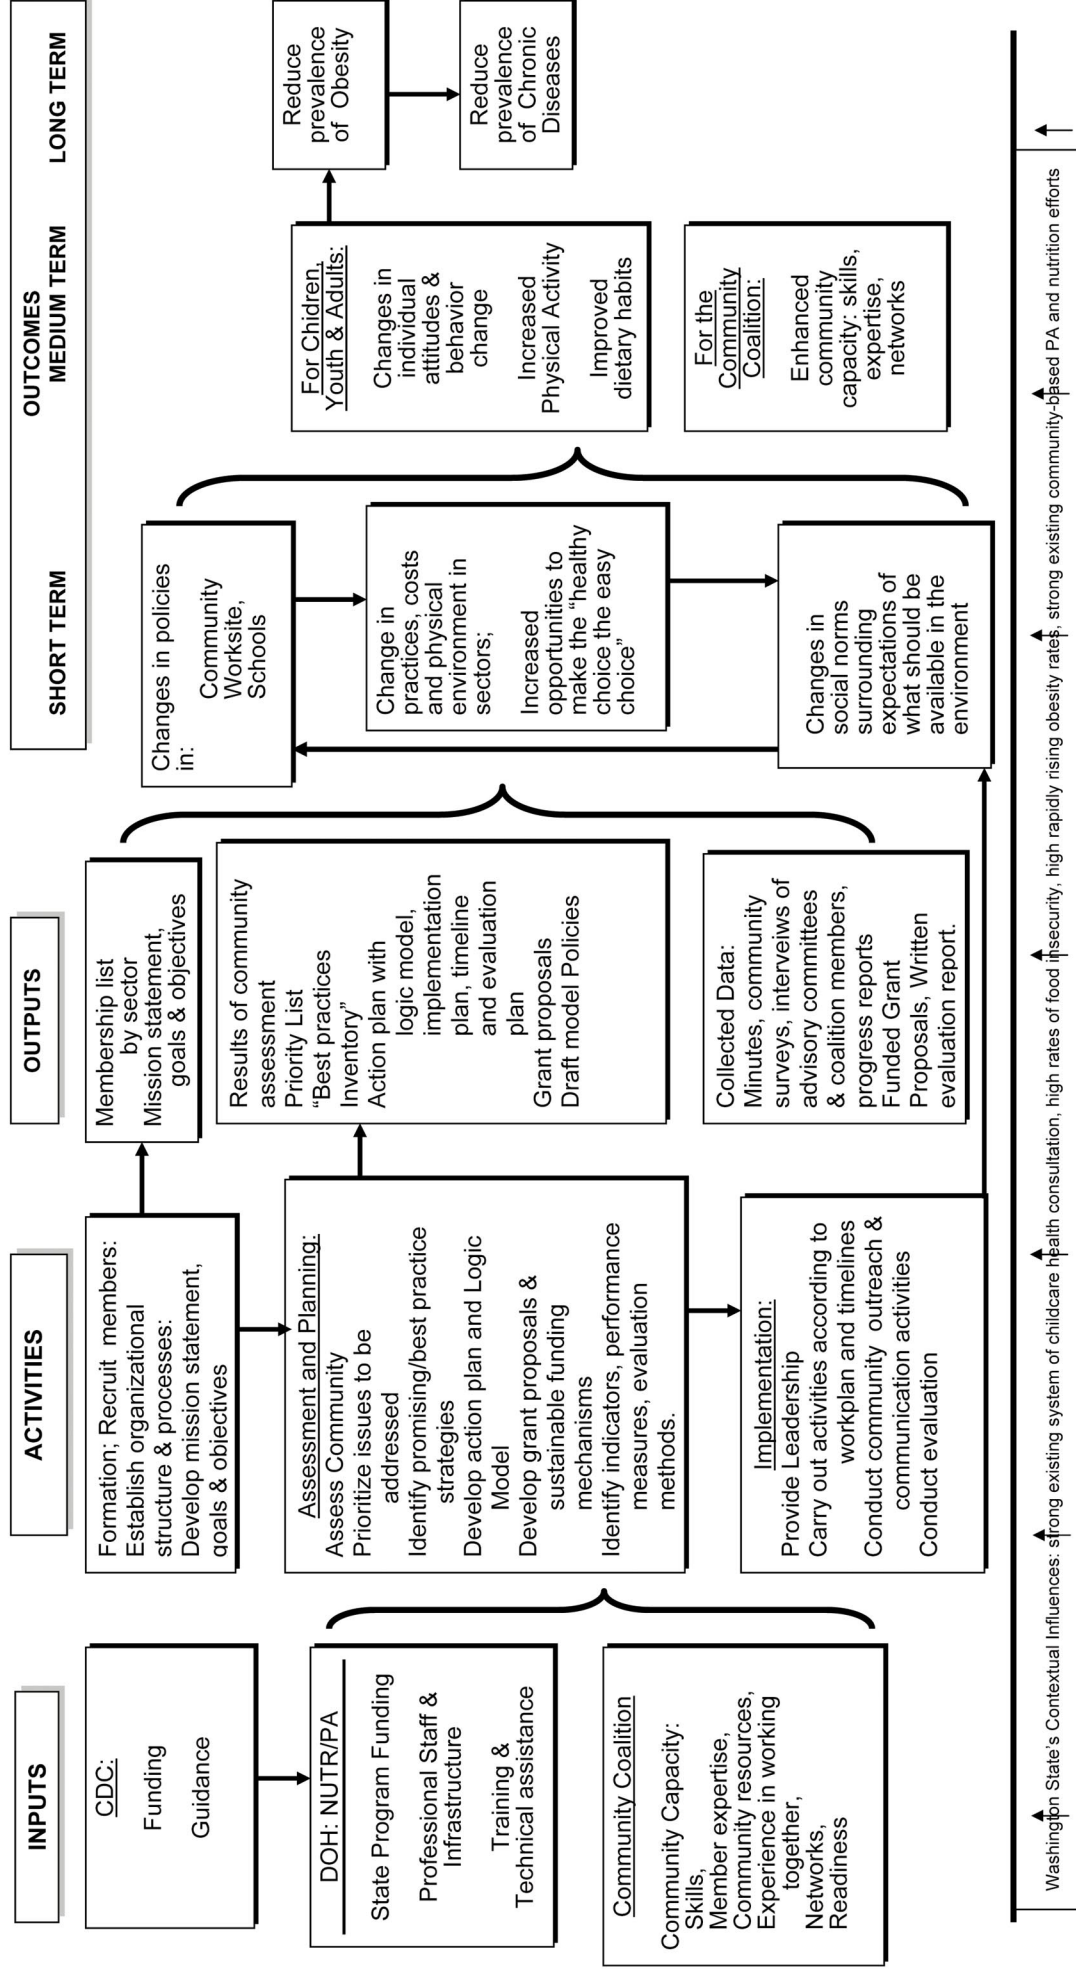 INPUTS
ACTIVITIES
OUTPUTS
OUTCOMES
SHORT TERM
MEDIUM TERM
LONG TERM
CDC:
Funding
Guidance
DOH: NUTR/PA
State Program Funding
Professional Staff &
Infrastructure
Training &
Technical assistance
Community Coalition
Community Capacity:
Skills,
Member expertise,
Community resources,
Experience in working
together,
Networks,
Readiness
Formation; Recruit members:
Establish organizational
structure & processes:
Develop mission statement,
goals & objectives
Assessment and Planning:
Assess Community
Prioritize issues to be
addressed
Identify promising/best practice
strategies
Develop action plan and Logic
Model
Develop grant proposals &
sustainable funding
mechanisms
Identify indicators, performance
measures, evaluation
methods.
Implementation:
Provide Leadership
Carry out activities according to
workplan and timelines
Conduct community outreach &
communication activities
Conduct evaluation
Membership list
by sector
Mission statement,
goals & objectives
Results of community
assessment
Priority List
“Best practices
Inventory”
Action plan with
logic model,
implementation
plan, timeline
and evaluation
plan
Grant proposals
Draft model Policies
Collected Data:
Minutes, community
surveys, interveiws of
advisory committees
& coalition members,
progress reports
Funded Grant
Proposals, Written
evaluation report.
Changes in policies
in:
Community
Worksite,
Schools
Change in
practices, costs
and physical
environment in
sectors;
Increased
opportunities to
make the “healthy
choice the easy
choice”
Changes in
social norms
surrounding
expectations of
what should be
available in the
environment
For Chidren,
Youth & Adults:
Changes in
individual
attitudes &
behavior
change
Increased
Physical Activity
Improved
dietary habits
For the
Community
Coalition:
Enhanced
community
capacity: skills,
expertise,
networks
Reduce
prevalence
of Obesity
Reduce
prevalence
of Chronic
Diseases
Washington State’s Contextual Influences: strong existing system of childcare health consultation, high rates of food insecurity, high rapidly rising obesity rates, strong existing community-based PA and nutrition efforts